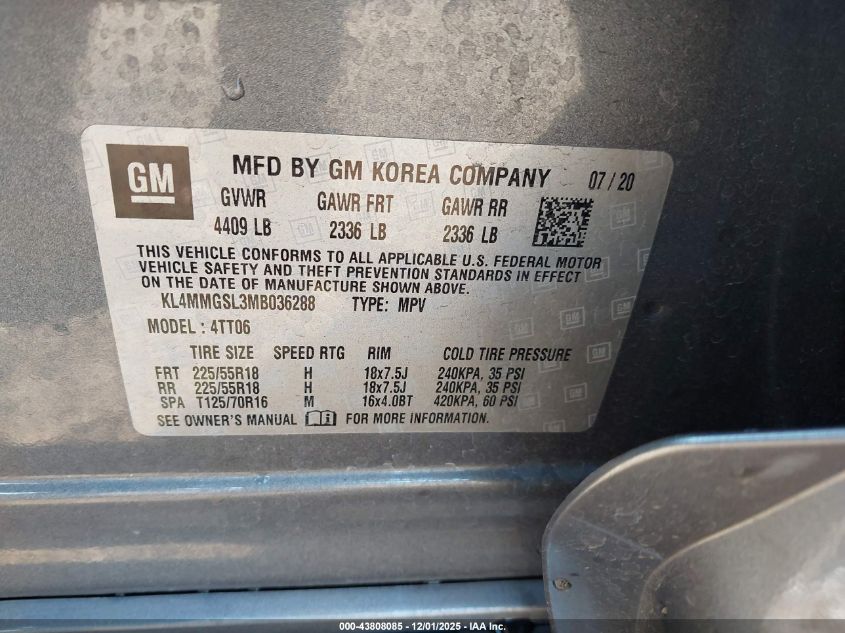 GM
MFD BY GM KOREA COMPANY 07 / 20
GVWR GAWR FRT GAWR RR
4409 LB 2336 LB 2336 LB
THIS VEHICLE CONFORMS TO ALL APPLICABLE U.S. FEDERAL MOTOR
VEHICLE SAFETY AND THEFT PREVENTION STANDARDS IN EFFECT
ON THE DATE OF MANUFACTURE SHOWN ABOVE.
KL4MMGSL3MB036288 TYPE: MPV
MODEL: 4TT06
TIRE SIZE SPEED RTG RIM COLD TIRE PRESSURE
FRT 225/55R18 H 18x7.5J 240KPA, 35 PSI
RR 225/55R18 H 18x7.5J 240KPA, 35 PSI
SPA T125/70R16 M 16x4.0BT 420KPA, 60 PSI
SEE OWNER'S MANUAL FOR MORE INFORMATION.
000-43808085 - 12/01/2025 - IAA Inc.